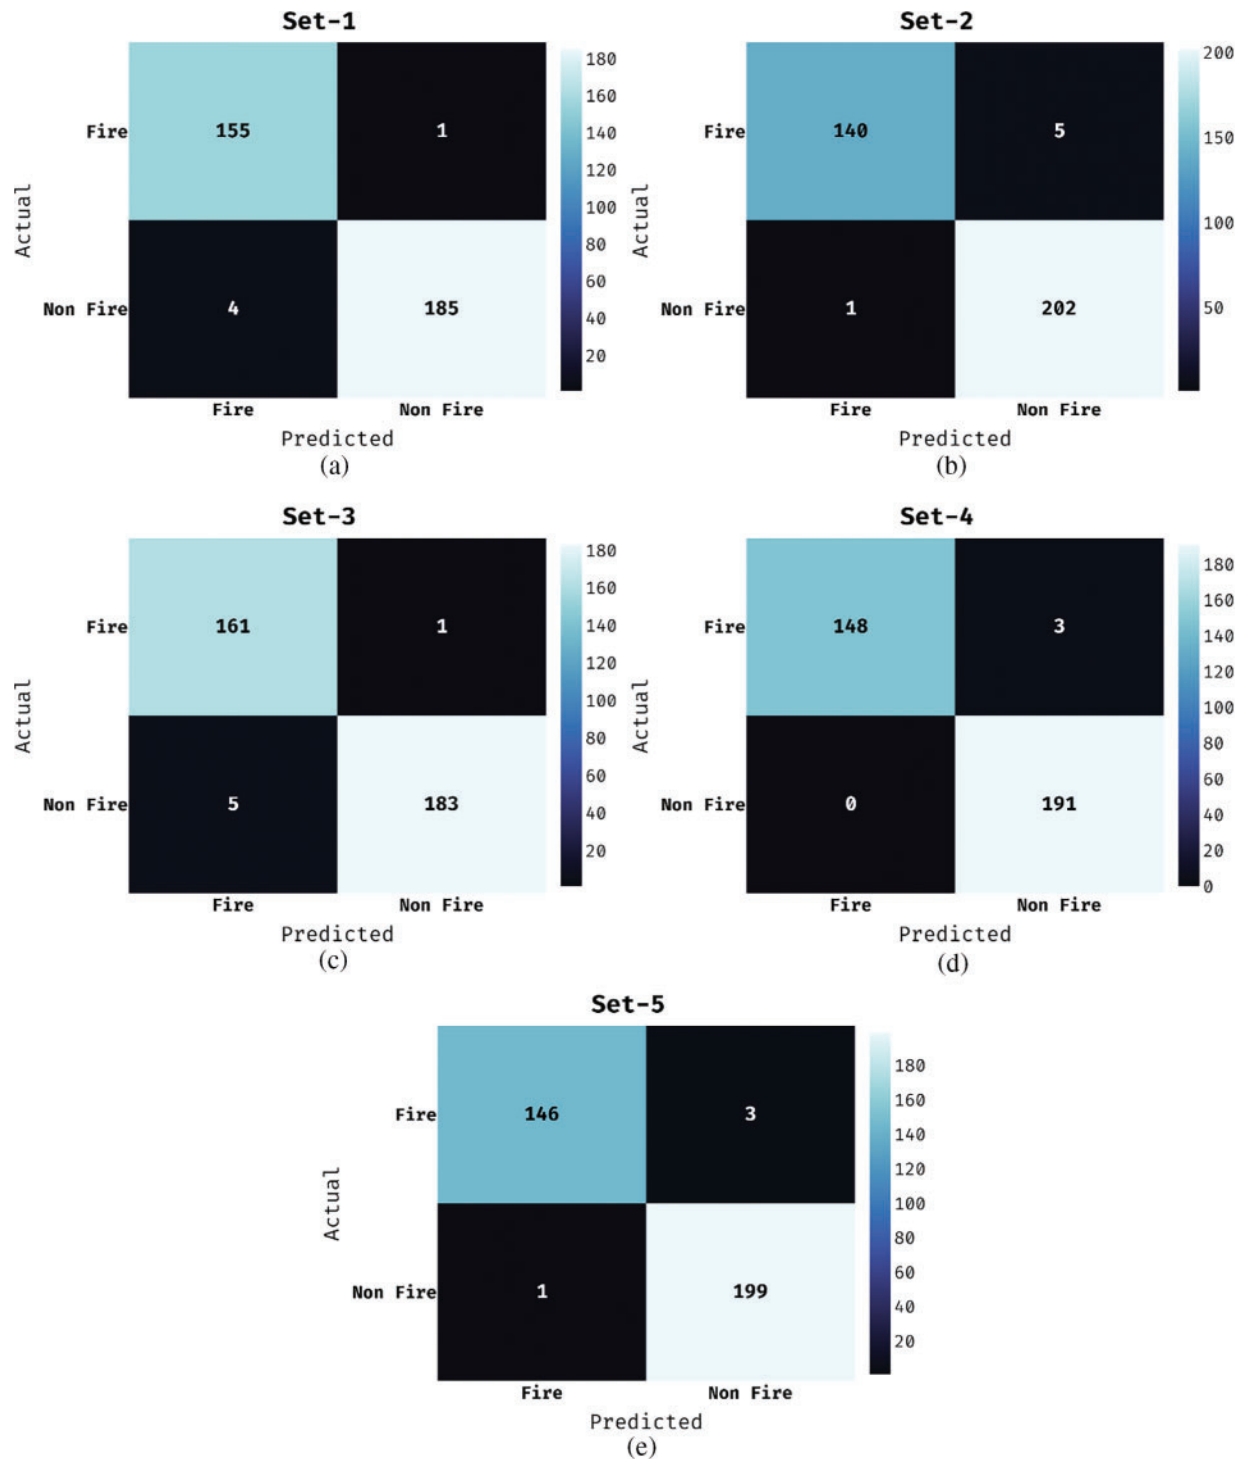 Set-1
Set-2
Fire
155
1
180
160
140
120
100
80
60
40
20
Actual
Non Fire
4
185
Fire
Non Fire
Predicted
(a)
Fire
140
5
200
150
100
50
Actual
Non Fire
1
202
Fire
Non Fire
Predicted
(b)
Set-3
Set-4
Fire
161
1
180
160
140
120
100
80
60
40
20
Actual
Non Fire
5
183
Fire
Non Fire
Predicted
(c)
Fire
148
3
180
160
140
120
100
80
60
40
20
0
Actual
Non Fire
0
191
Fire
Non Fire
Predicted
(d)
Set-5
Fire
146
3
180
160
140
120
100
80
60
40
20
Actual
Non Fire
1
199
Fire
Non Fire
Predicted
(e)